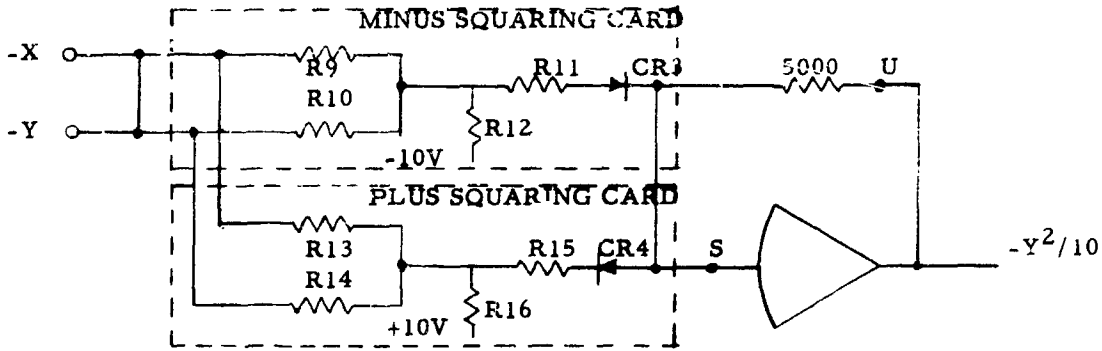 MINUS SQUARING CARD
-X
R9
R11
CR3
5000
U
R10
-Y
R12
-10V
PLUS SQUARING CARD
R13
R15
CR4
S
-Y²/10
R14
R16
+10V